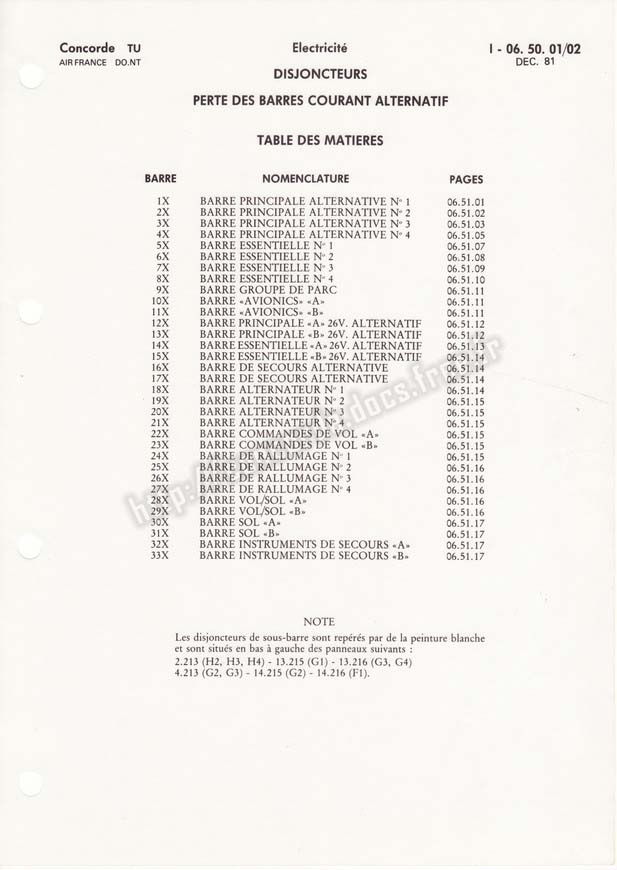 Concorde TU Electricité I - 06. 50. 01/02
AIR FRANCE DO.NT DEC. 81
DISJONCTEURS
PERTE DES BARRES COURANT ALTERNATIF
TABLE DES MATIERES
BARRE NOMENCLATURE PAGES
1X BARRE PRINCIPALE ALTERNATIVE N° 1 06.51.01
2X BARRE PRINCIPALE ALTERNATIVE N° 2 06.51.02
3X BARRE PRINCIPALE ALTERNATIVE N° 3 06.51.03
4X BARRE PRINCIPALE ALTERNATIVE N° 4 06.51.05
5X BARRE ESSENTIELLE N° 1 06.51.07
6X BARRE ESSENTIELLE N° 2 06.51.08
7X BARRE ESSENTIELLE N° 3 06.51.09
8X BARRE ESSENTIELLE N° 4 06.51.10
9X BARRE GROUPE DE PARC 06.51.11
10X BARRE «AVIONICS» «A» 06.51.11
11X BARRE «AVIONICS» «B» 06.51.11
12X BARRE PRINCIPALE «A» 26V. ALTERNATIF 06.51.12
13X BARRE PRINCIPALE «B» 26V. ALTERNATIF 06.51.12
14X BARRE ESSENTIELLE «A» 26V. ALTERNATIF 06.51.13
15X BARRE ESSENTIELLE «B» 26V. ALTERNATIF 06.51.14
16X BARRE DE SECOURS ALTERNATIVE 06.51.14
17X BARRE DE SECOURS ALTERNATIVE 06.51.14
18X BARRE ALTERNATEUR N° 1 06.51.14
19X BARRE ALTERNATEUR N° 2 06.51.15
20X BARRE ALTERNATEUR N° 3 06.51.15
21X BARRE ALTERNATEUR N° 4 06.51.15
22X BARRE COMMANDES DE VOL «A» 06.51.15
23X BARRE COMMANDES DE VOL «B» 06.51.15
24X BARRE DE RALLUMAGE N° 1 06.51.15
25X BARRE DE RALLUMAGE N° 2 06.51.16
26X BARRE DE RALLUMAGE N° 3 06.51.16
27X BARRE DE RALLUMAGE N° 4 06.51.16
28X BARRE VOL/SOL «A» 06.51.16
29X BARRE VOL/SOL «B» 06.51.16
30X BARRE SOL «A» 06.51.17
31X BARRE SOL «B» 06.51.17
32X BARRE INSTRUMENTS DE SECOURS «A» 06.51.17
33X BARRE INSTRUMENTS DE SECOURS «B» 06.51.17
NOTE
Les disjoncteurs de sous-barre sont repérés par de la peinture blanche
et sont situés en bas à gauche des panneaux suivants :
2.213 (H2, H3, H4) - 13.215 (G1) - 13.216 (G3, G4)
4.213 (G2, G3) - 14.215 (G2) - 14.216 (F1).